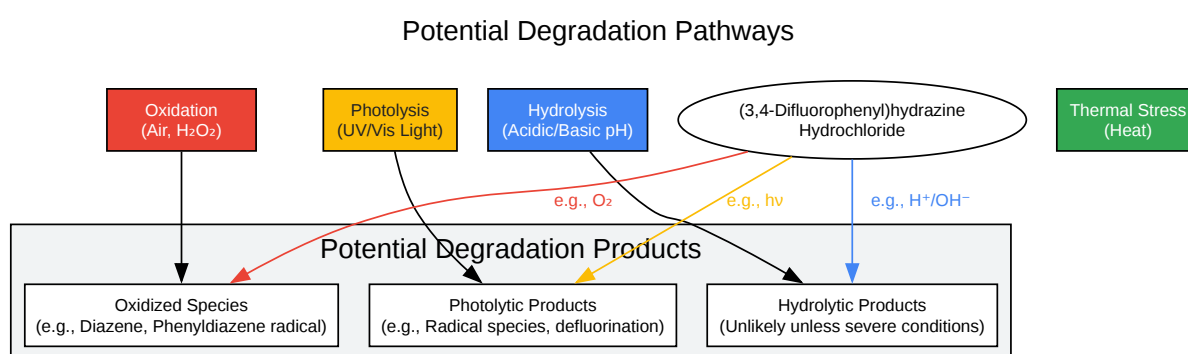 Potential Degradation Pathways
Oxidation
(Air, H₂O₂)
Photolysis
(UV/Vis Light)
Hydrolysis
(Acidic/Basic pH)
(3,4-Difluorophenyl)hydrazine
Hydrochloride
Thermal Stress
(Heat)
e.g., O₂
e.g., hν
e.g., H⁺/OH⁻
Potential Degradation Products
Oxidized Species
(e.g., Diazene, Phenyldiazene radical)
Photolytic Products
(e.g., Radical species, defluorination)
Hydrolytic Products
(Unlikely unless severe conditions)